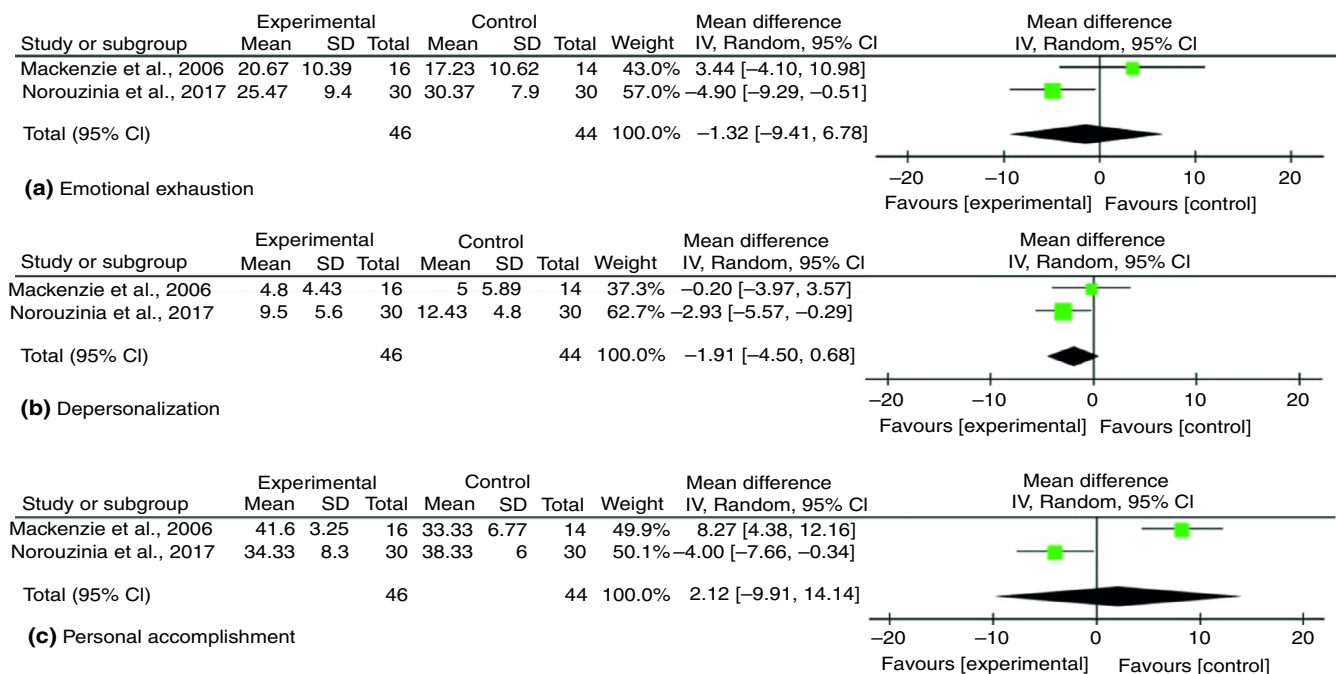 Experimental Control Mean difference Mean difference
Study or subgroup Mean SD Total Mean SD Total Weight IV, Random, 95% CI IV, Random, 95% CI
Mackenzie et al., 2006 20.67 10.39 16 17.23 10.62 14 43.0% 3.44 [−4.10, 10.98]
Norouzinia et al., 2017 25.47 9.4 30 30.37 7.9 30 57.0% −4.90 [−9.29, −0.51]
Total (95% CI) 46 44 100.0% −1.32 [−9.41, 6.78]
−20 −10 0 10 20
(a) Emotional exhaustion
Favours [experimental] Favours [control]
Experimental Control Mean difference Mean difference
Study or subgroup Mean SD Total Mean SD Total Weight IV, Random, 95% CI IV, Random, 95% CI
Mackenzie et al., 2006 4.8 4.43 16 5 5.89 14 37.3% −0.20 [−3.97, 3.57]
Norouzinia et al., 2017 9.5 5.6 30 12.43 4.8 30 62.7% −2.93 [−5.57, −0.29]
Total (95% CI) 46 44 100.0% −1.91 [−4.50, 0.68]
−20 −10 0 10 20
(b) Depersonalization
Favours [experimental] Favours [control]
Experimental Control Mean difference Mean difference
Study or subgroup Mean SD Total Mean SD Total Weight IV, Random, 95% CI IV, Random, 95% CI
Mackenzie et al., 2006 41.6 3.25 16 33.33 6.77 14 49.9% 8.27 [4.38, 12.16]
Norouzinia et al., 2017 34.33 8.3 30 38.33 6 30 50.1% −4.00 [−7.66, −0.34]
Total (95% CI) 46 44 100.0% 2.12 [−9.91, 14.14]
−20 −10 0 10 20
(c) Personal accomplishment
Favours [experimental] Favours [control]